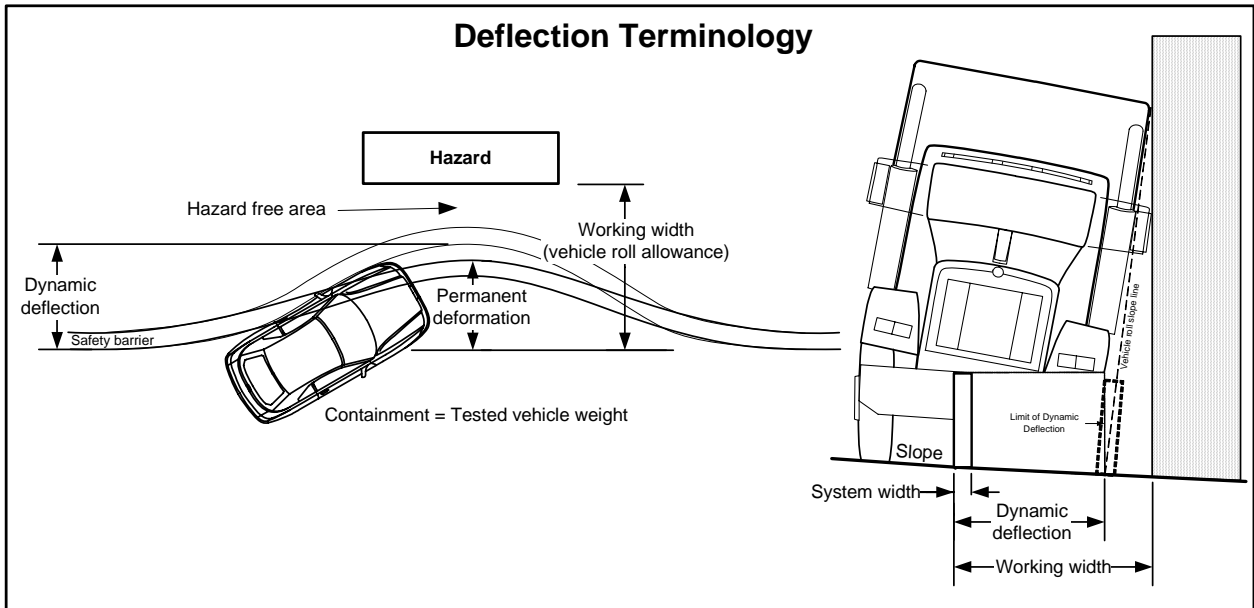 Deflection Terminology
Hazard
Hazard free area
Working width
(vehicle roll allowance)
Dynamic
deflection
Permanent
deformation
Safety barrier
Containment = Tested vehicle weight
Vehicle roll slope line
Limit of Dynamic
Deflection
Slope
System width
Dynamic
deflection
Working width